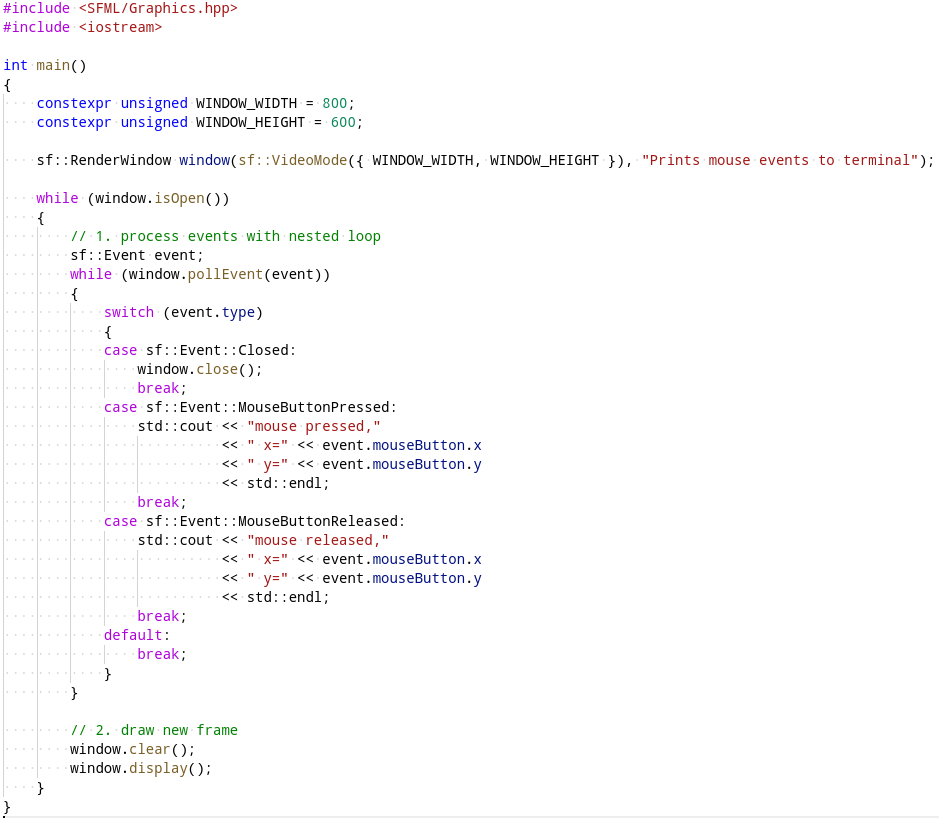 #include <SFML/Graphics.hpp>
#include <iostream>

int main()
{
    constexpr unsigned WINDOW_WIDTH = 800;
    constexpr unsigned WINDOW_HEIGHT = 600;

    sf::RenderWindow window(sf::VideoMode({ WINDOW_WIDTH, WINDOW_HEIGHT }), "Prints mouse events to terminal");

    while (window.isOpen())
    {
        // 1. process events with nested loop
        sf::Event event;
        while (window.pollEvent(event))
        {
            switch (event.type)
            {
            case sf::Event::Closed:
                window.close();
                break;
            case sf::Event::MouseButtonPressed:
                std::cout << "mouse pressed,"
                          << " x=" << event.mouseButton.x
                          << " y=" << event.mouseButton.y
                          << std::endl;
                break;
            case sf::Event::MouseButtonReleased:
                std::cout << "mouse released,"
                          << " x=" << event.mouseButton.x
                          << " y=" << event.mouseButton.y
                          << std::endl;
                break;
            default:
                break;
            }
        }

        // 2. draw new frame
        window.clear();
        window.display();
    }
}